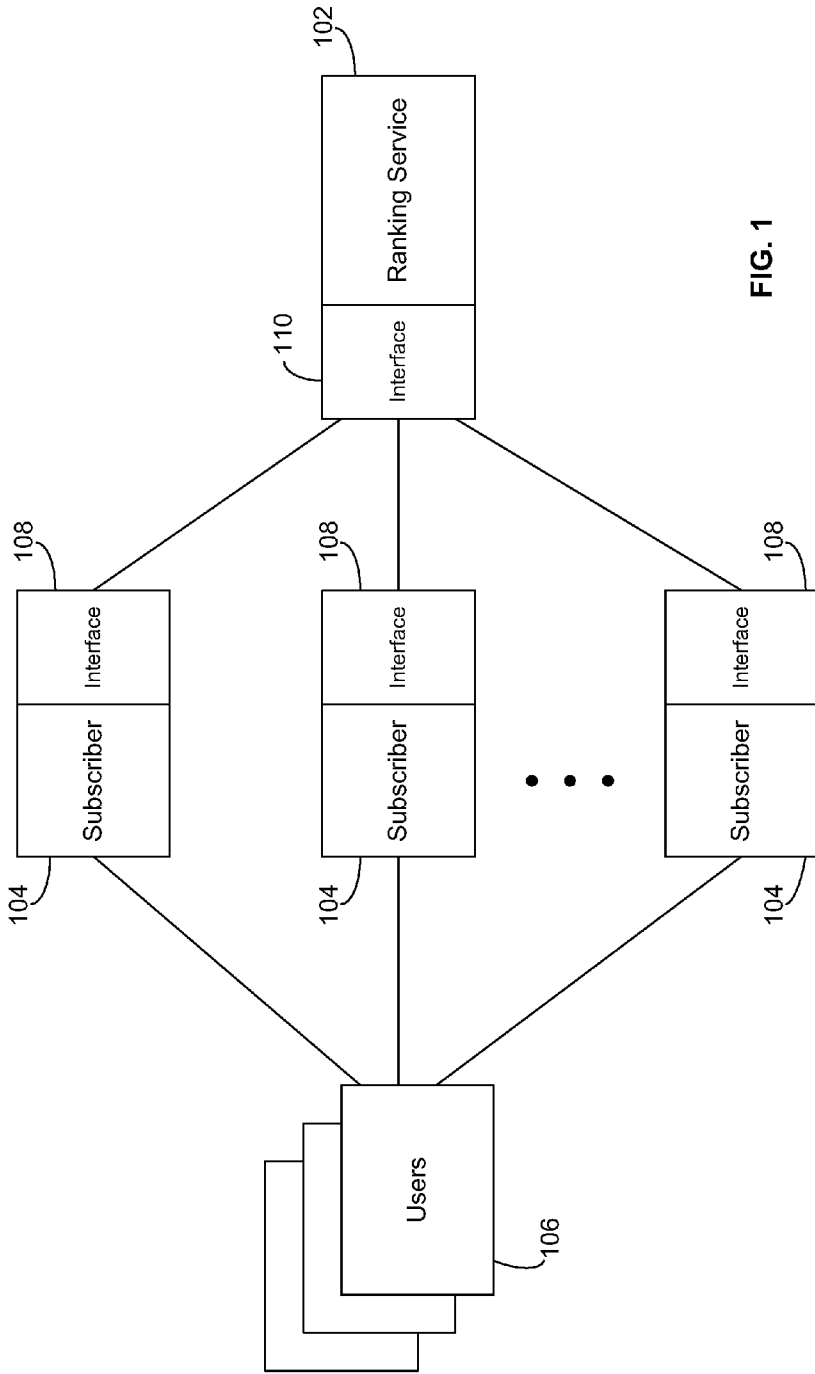 102
Ranking Service
110
Interface
108
Interface
Subscriber
104
108
Interface
Subscriber
104
108
Interface
Subscriber
104
Users
106
FIG. 1